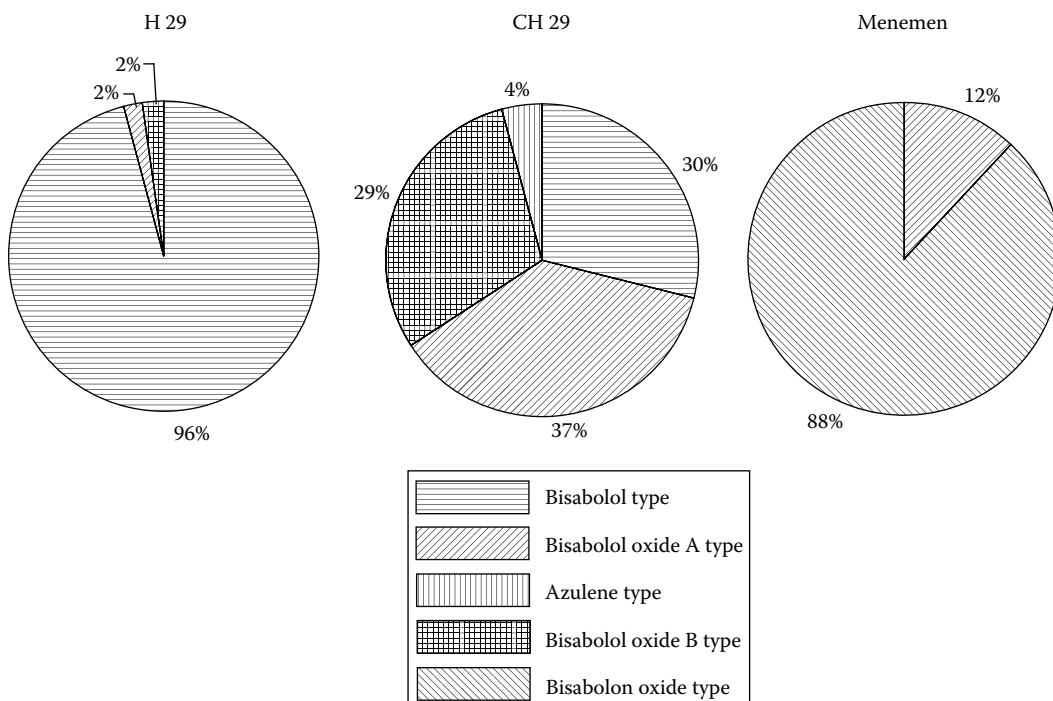 H 29
CH 29
Menemen
2%
2%
96%
4%
30%
29%
37%
12%
88%
Bisabolol type
Bisabolol oxide A type
Azulene type
Bisabolol oxide B type
Bisabolon oxide type